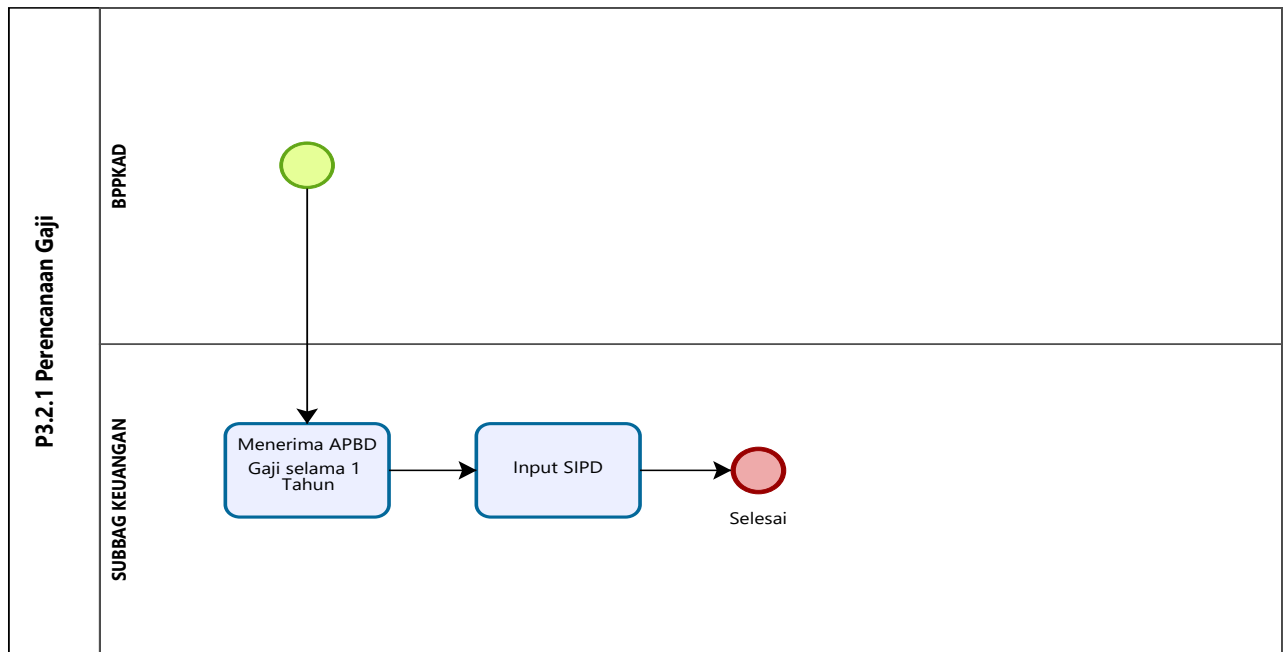 P3.2.1 Perencanaan Gaji
BPPKAD
SUBBAG KEUANGAN
Menerima APBD
Gaji selama 1
Tahun
Input SIPD
Selesai